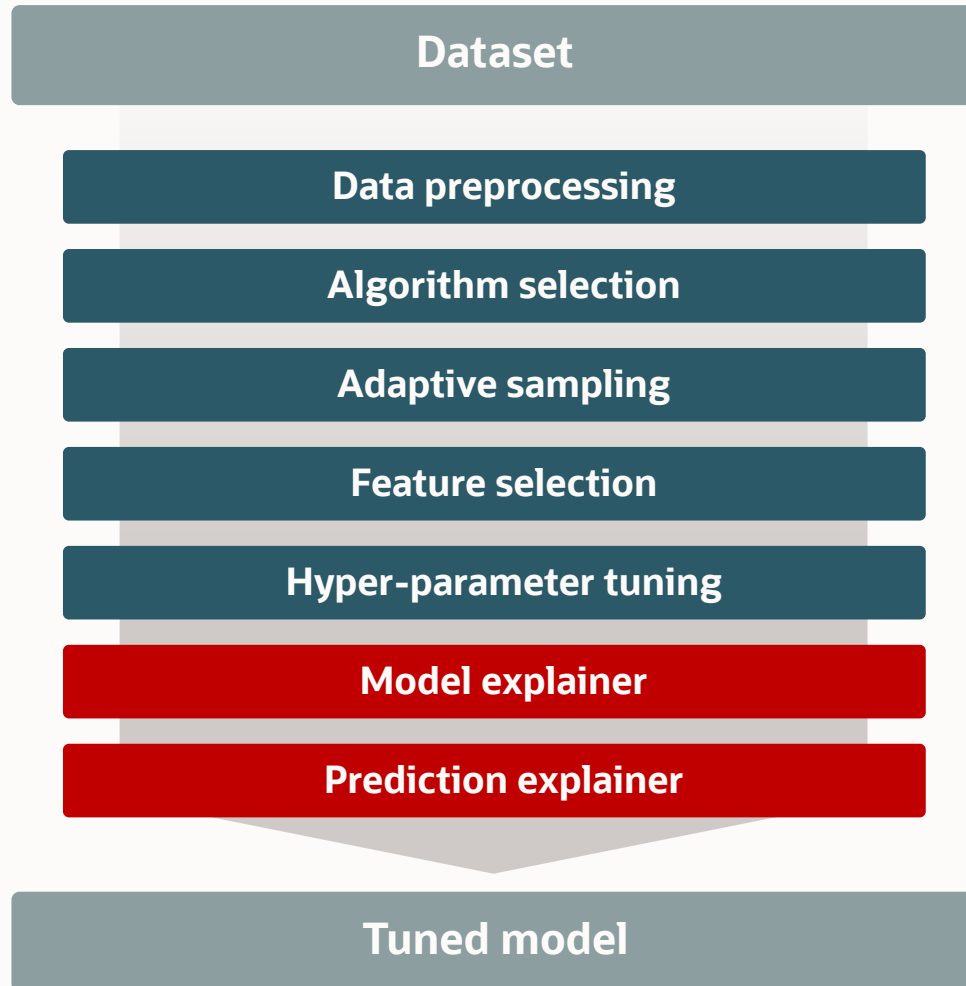 Dataset
Data preprocessing
Algorithm selection
Adaptive sampling
Feature selection
Hyper-parameter tuning
Model explainer
Prediction explainer
Tuned model